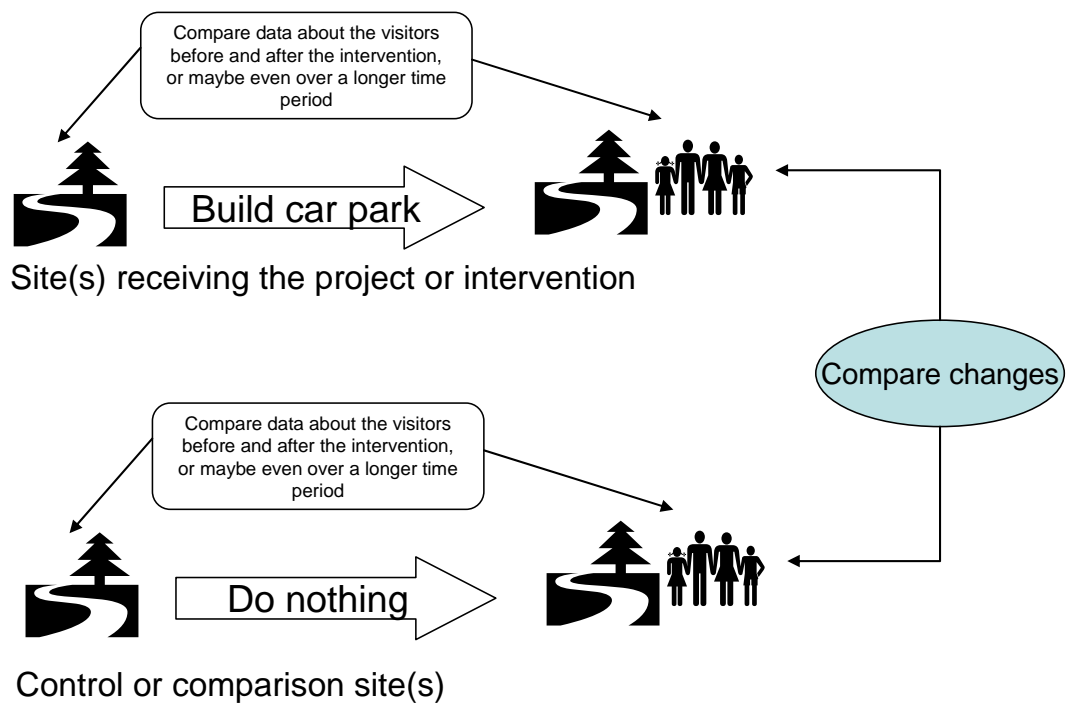 Compare data about the visitors
before and after the intervention,
or maybe even over a longer time
period
Build car park
Site(s) receiving the project or intervention
Compare changes
Compare data about the visitors
before and after the intervention,
or maybe even over a longer time
period
Do nothing
Control or comparison site(s)